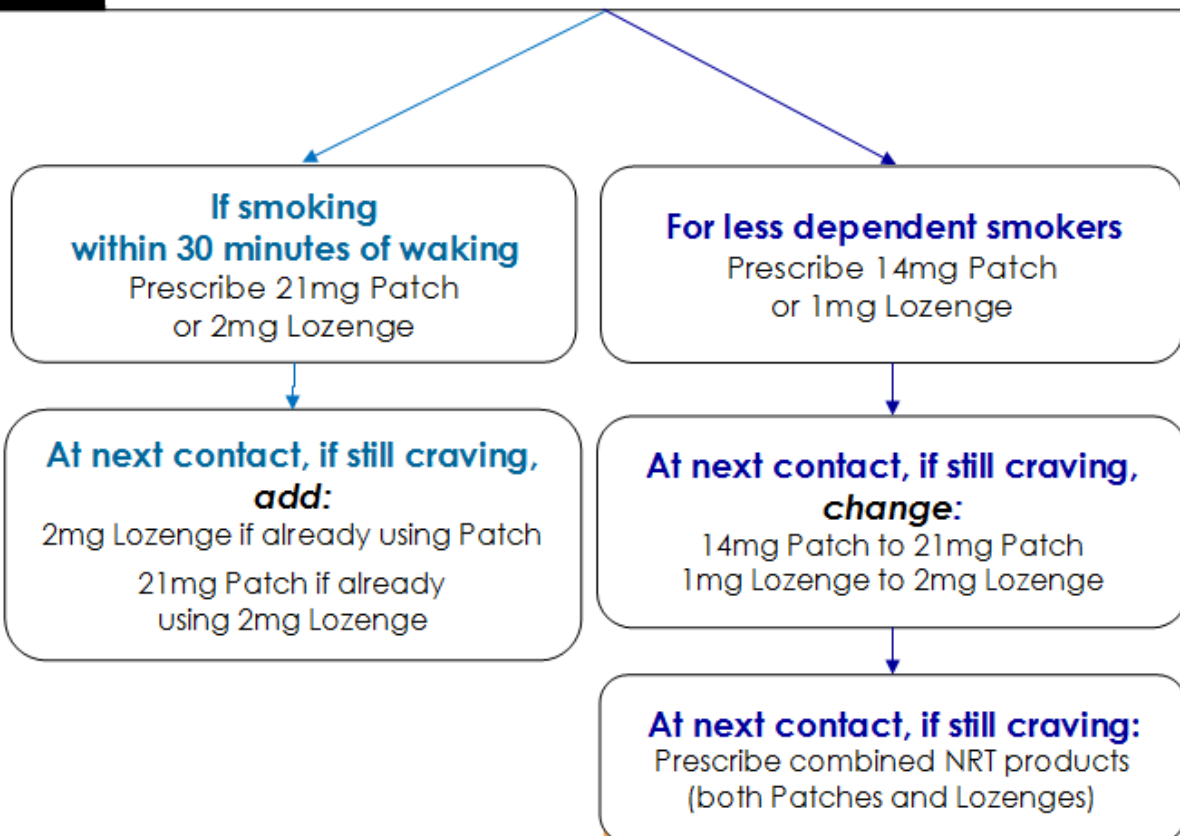 If smoking
within 30 minutes of waking
Prescribe 21mg Patch
or 2mg Lozenge
For less dependent smokers
Prescribe 14mg Patch
or 1mg Lozenge
At next contact, if still craving,
add:
2mg Lozenge if already using Patch
21mg Patch if already
using 2mg Lozenge
At next contact, if still craving,
change:
14mg Patch to 21mg Patch
1mg Lozenge to 2mg Lozenge
At next contact, if still craving:
Prescribe combined NRT products
(both Patches and Lozenges)